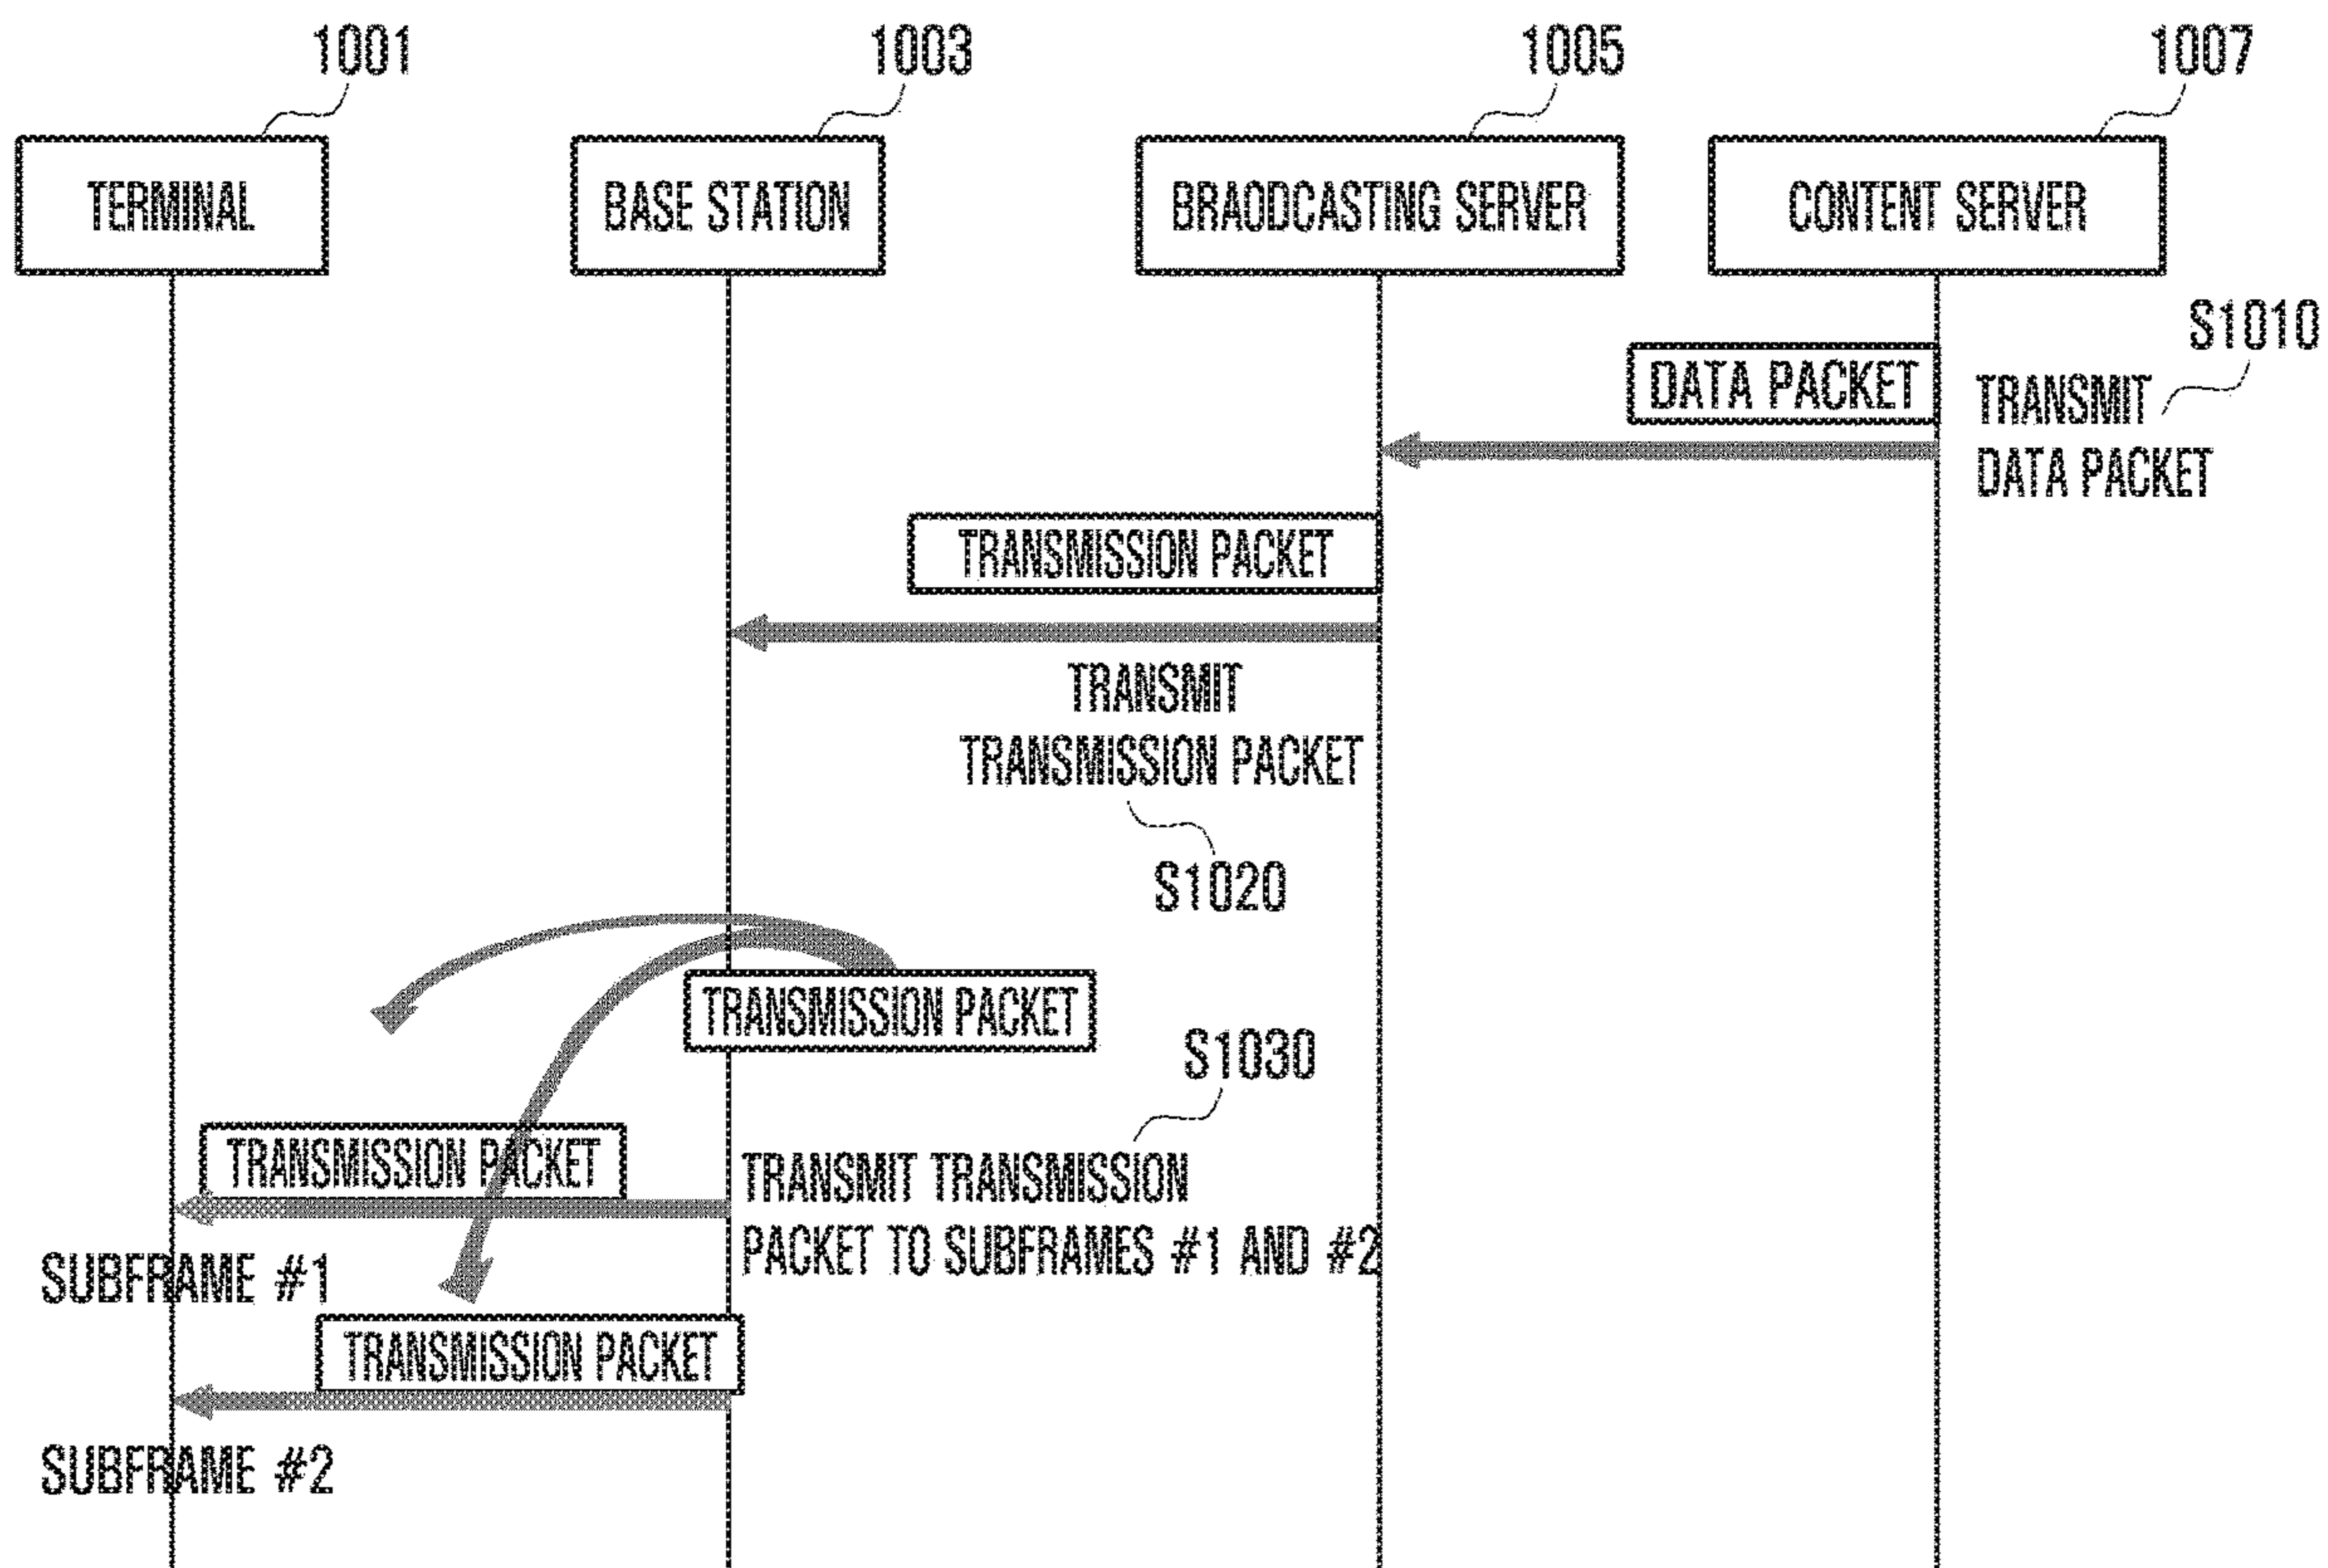 1001
1003
1005
1007
TERMINAL
BASE STATION
BRAODCASTING SERVER
CONTENT SERVER
S1010
DATA PACKET
TRANSMIT
DATA PACKET
TRANSMISSION PACKET
TRANSMIT
TRANSMISSION PACKET
S1020
TRANSMISSION PACKET
S1030
TRANSMISSION PACKET
TRANSMIT TRANSMISSION
PACKET TO SUBFRAMES #1 AND #2
SUBFRAME #1
TRANSMISSION PACKET
SUBFRAME #2